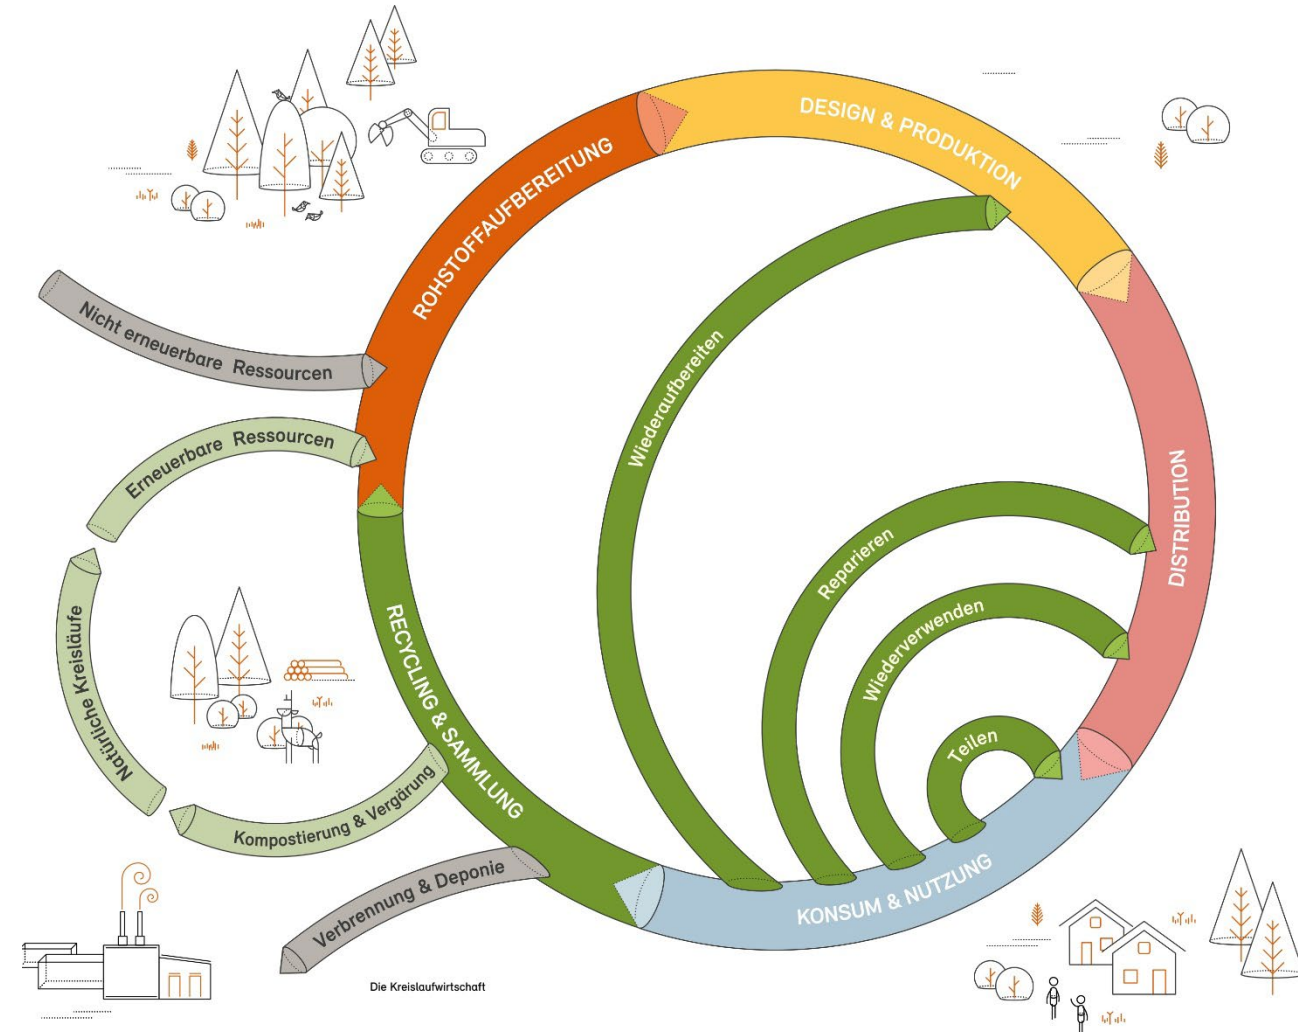 DESIGN & PRODUKTION
ROHSTOFFAUFBEREITUNG
Nicht erneuerbare Ressourcen
Wiederaufbereiten
Erneuerbare Ressourcen
DISTRIBUTION
Reparieren
Wiederverwenden
Natürliche Kreisläufe
RECYCLING & SAMMLUNG
Teilen
Kompostierung & Vergärung
KONSUM & NUTZUNG
Verbrennung & Deponie
Die Kreislaufwirtschaft